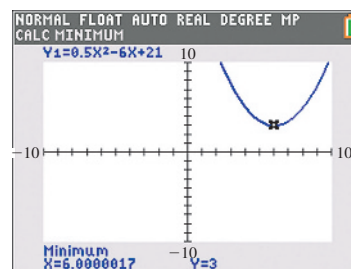 NORMAL FLOAT AUTO REAL DEGREE MP
CALC MINIMUM
Y1=0.5X²-6X+21
10
-10
10
-10
Minimum
X=6.0000017 Y=3